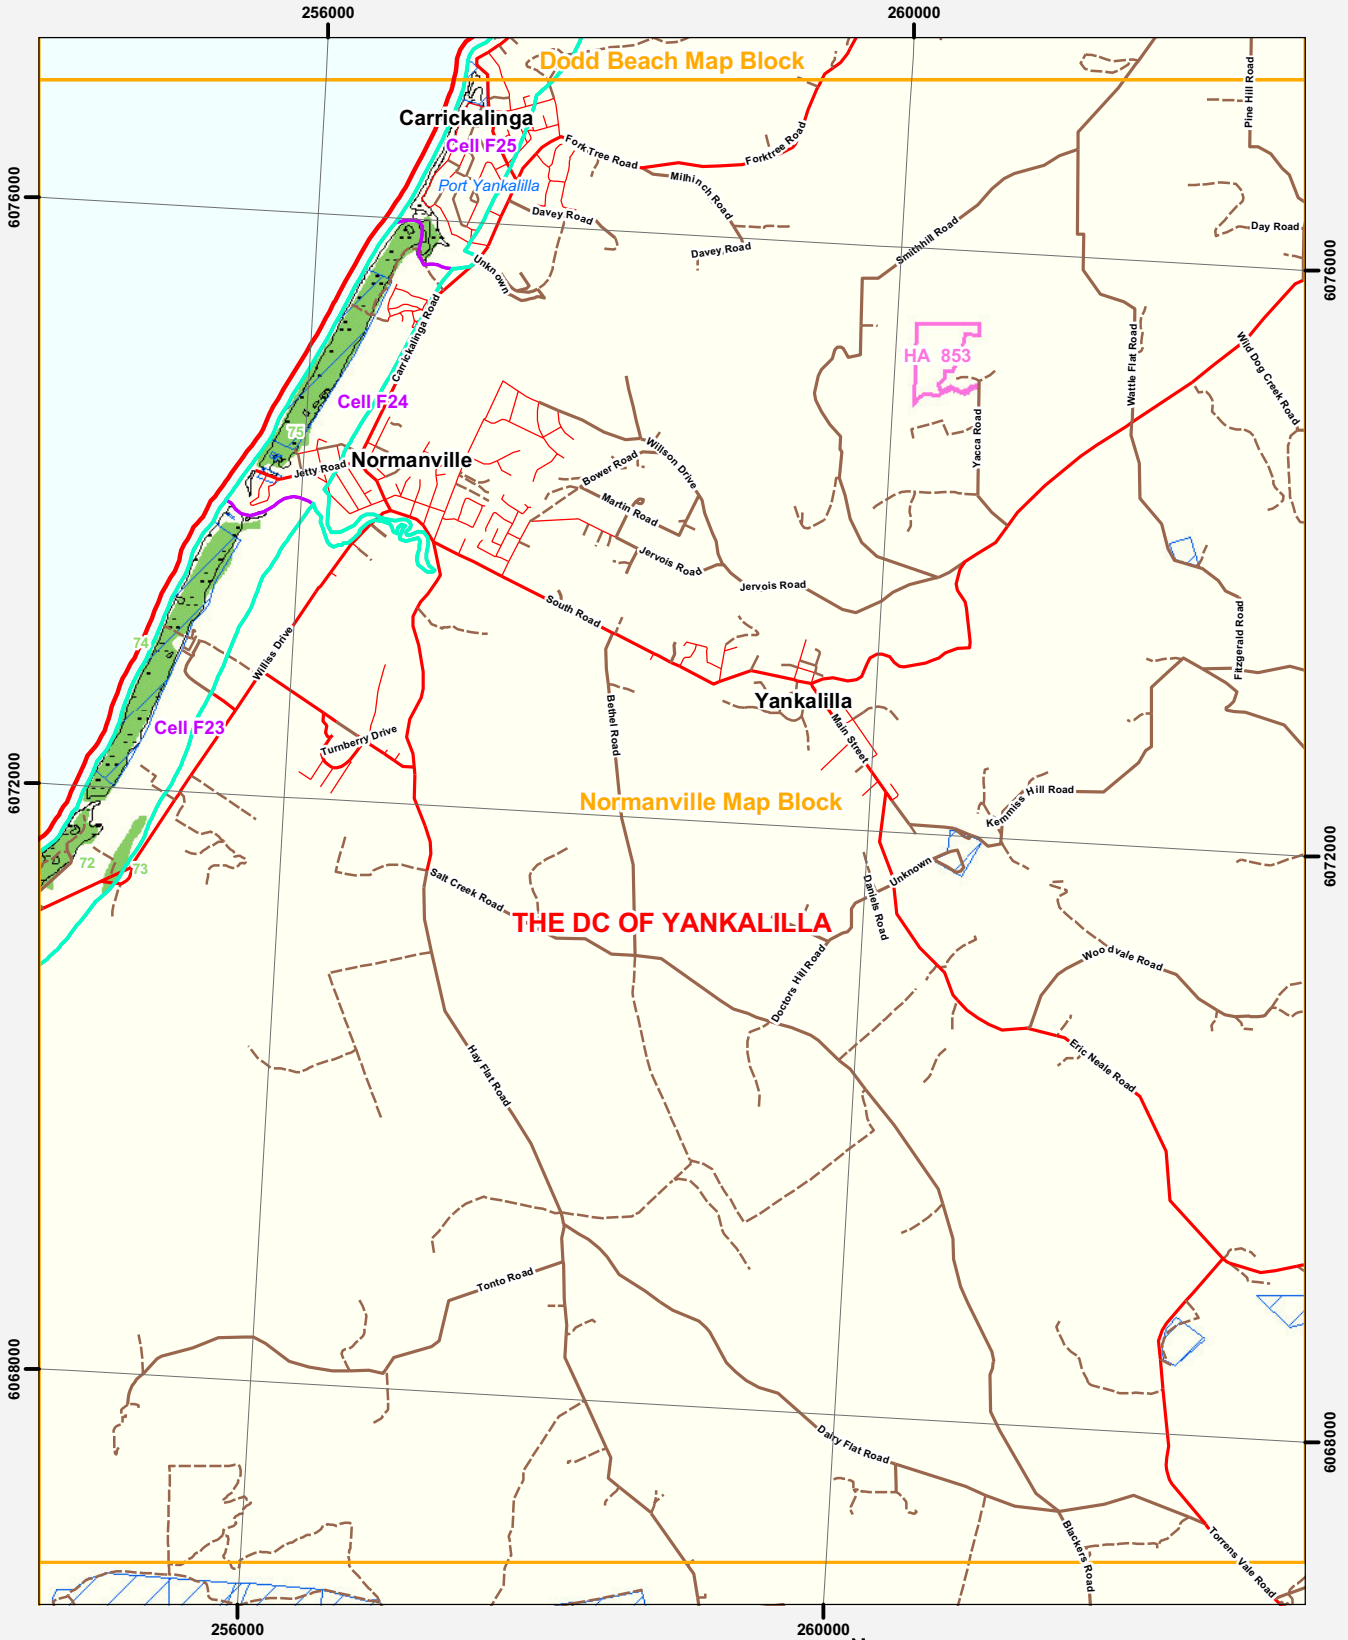 256000
260000
Dodd Beach Map Block
Carrickalinga
Cell F25
Port Yankalilla
Fork Tree Road
Forktree Road
Milhinch Road
Davey Road
Davey Road
Unknown
Pine Hill Road
Day Road
Smithhill Road
6076000
6076000
Carrickalinga Road
HA 853
Wattle Flat Road
Wild Dog Creek Road
Cell F24
75
Yacca Road
Normanville
Jetty Road
Bower Road
Willson Drive
Martin Road
Jervois Road
Jervois Road
South Road
74
Williss Drive
Fitzgerald Road
Yankalilla
Bethel Road
Main Street
Cell F23
Turnberry Drive
6072000
6072000
Normanville Map Block
Kemmiss Hill Road
72
73
Salt Creek Road
Daniels Road
Unknown
THE DC OF YANKALILLA
Doctors Hill Road
Woodvale Road
Hay Flat Road
Eric Neale Road
Tonto Road
6068000
6068000
Dairy Flat Road
Blackers Road
Torrens Vale Road
256000
260000